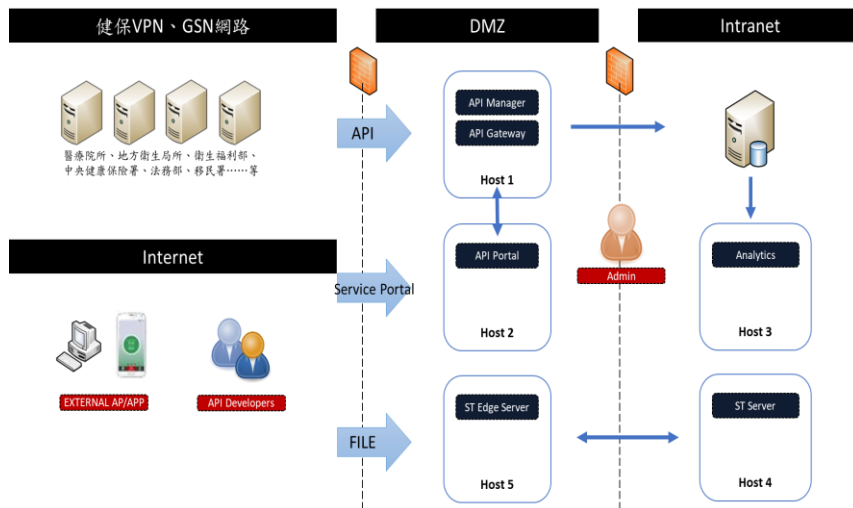 健保VPN、GSN網路
DMZ
Intranet
API Manager
API Gateway
API
Host 1
醫療院所、地方衛生局所、衛生福利部、
中央健康保險署、法務部、移民署……等
Internet
Service Portal
API Portal
Host 2
Admin
Analytics
Host 3
EXTERNAL AP/APP
API Developers
FILE
ST Edge Server
Host 5
ST Server
Host 4